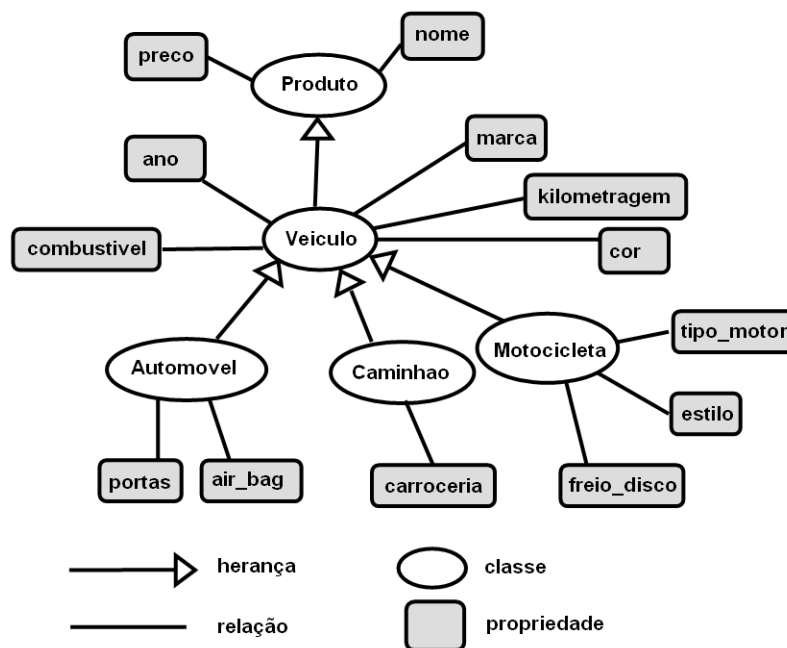 nome
preco
Produto
marca
ano
kilometragem
Veiculo
combustivel
cor
tipo_motor
Motocicleta
Automovel
Caminhao
estilo
portas
air_bag
carroceria
freio_disco
herança
classe
relação
propriedade